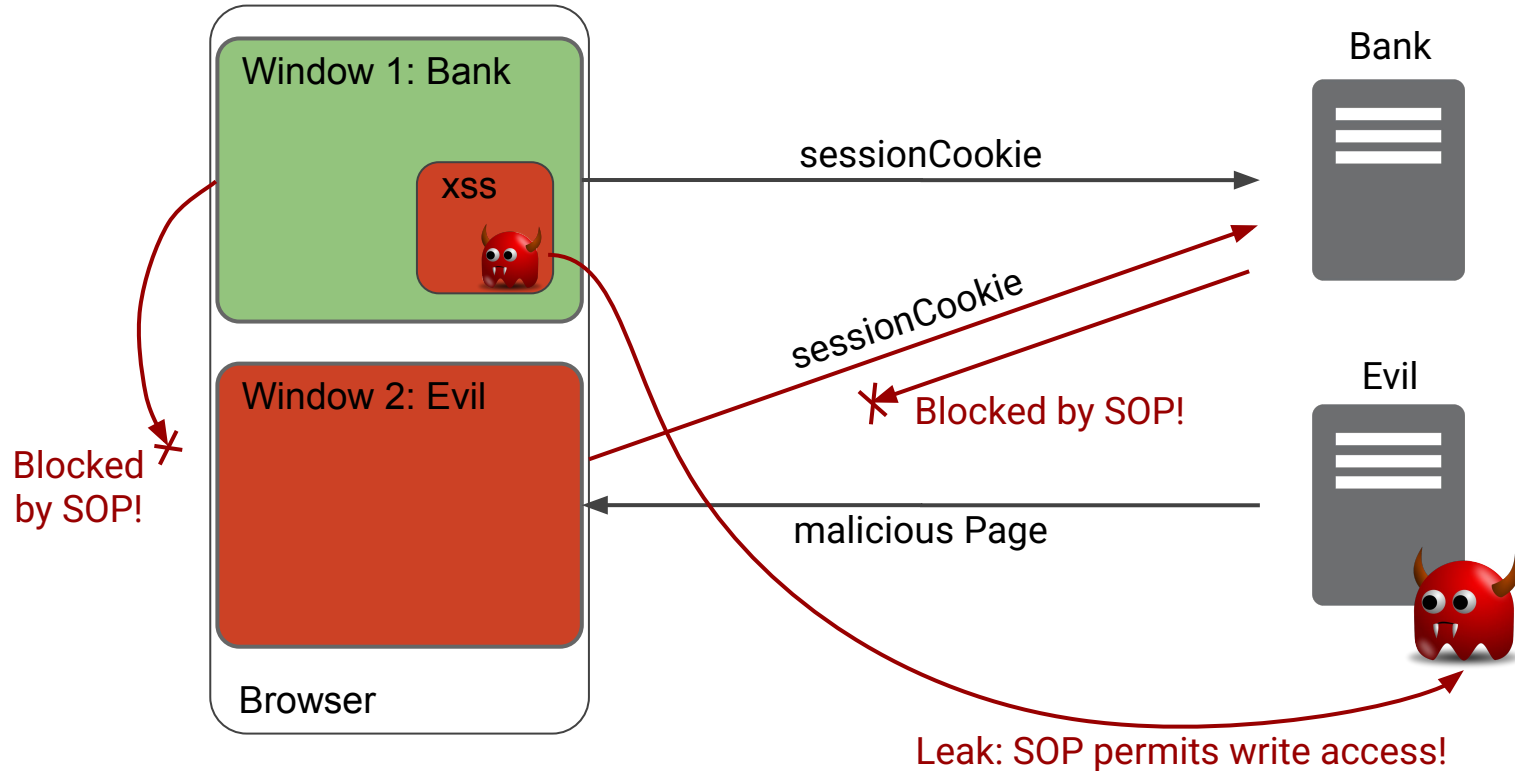 Window 1: Bank
xss
Window 2: Evil
Browser
Blocked
by SOP!
sessionCookie
sessionCookie
Blocked by SOP!
malicious Page
Bank
Evil
Leak: SOP permits write access!